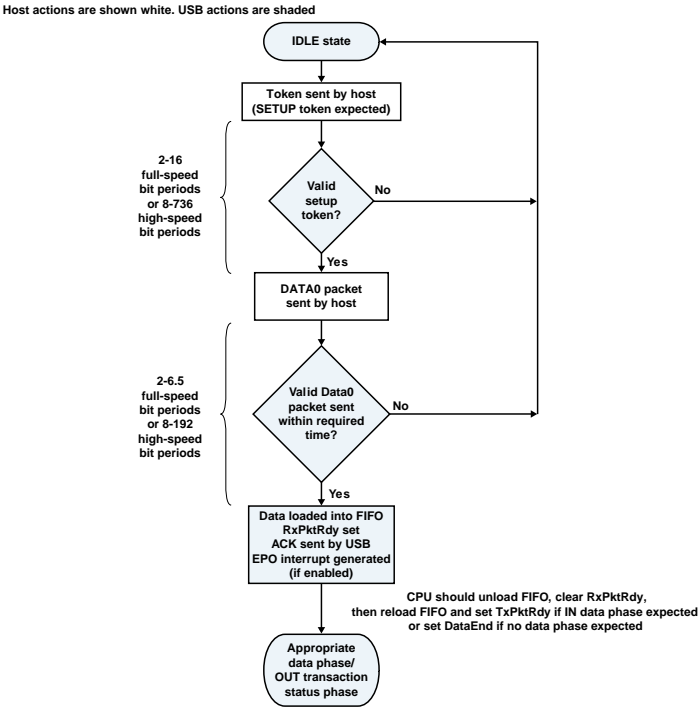 Host actions are shown white. USB actions are shaded
IDLE state
Token sent by host
(SETUP token expected)
2-16
full-speed
bit periods
or 8-736
high-speed
bit periods
Valid
setup
token?
No
Yes
DATA0 packet
sent by host
2-6.5
full-speed
bit periods
or 8-192
high-speed
bit periods
Valid Data0
packet sent
within required
time?
No
Yes
Data loaded into FIFO
RxPktRdy set
ACK sent by USB
EPO interrupt generated
(if enabled)
CPU should unload FIFO, clear RxPktRdy,
then reload FIFO and set TxPktRdy if IN data phase expected
or set DataEnd if no data phase expected
Appropriate
data phase/
OUT transaction
status phase